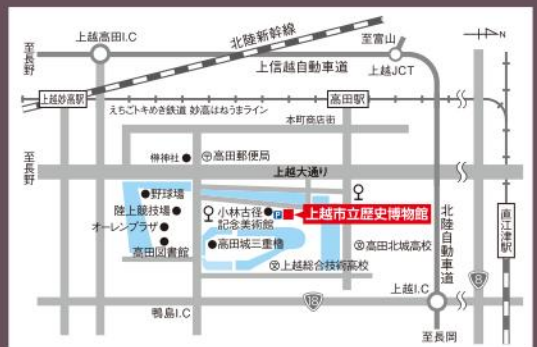 上越高田I.C
北陸新幹線
至富山
至長野
上信越自動車道
上越JCT
N
上越妙高駅
えちごトキめき鉄道 妙高はねうまライン
高田駅
本町商店街
至長野
榊神社
高田郵便局
上越大通り
野球場
陸上競技場
小林古径
記念美術館
P
上越市立歴史博物館
オーレンプラザ
高田図書館
高田城三重櫓
高田北城高校
上越総合技術高校
北陸自動車道
直江津駅
8
18
鴨島I.C
上越I.C
至長岡